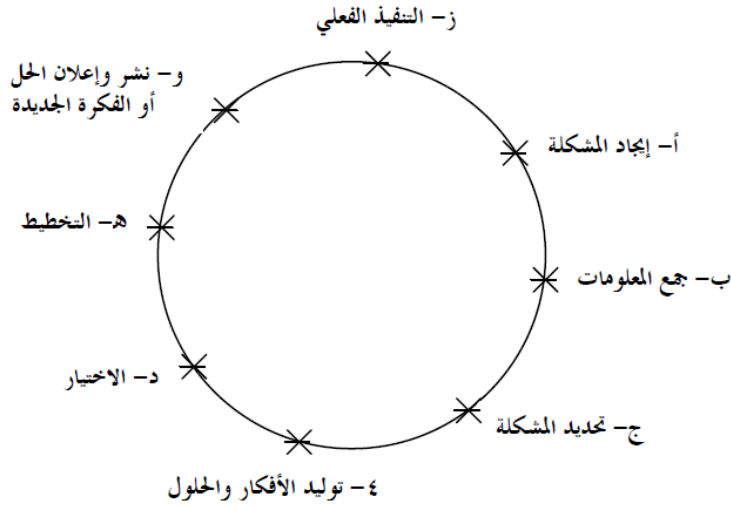 ز- التنفيذ الفعلي
و- نشر وإعلان الحل
أو الفكرة الجديدة
أ- إيجاد المشكلة
هـ- التخطيط
ب- جمع المعلومات
د- الاختيار
ج- تحديد المشكلة
٤- توليد الأفكار والحلول